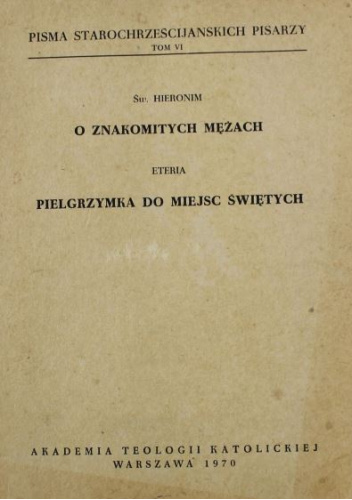 PISMA STAROCHRZEŚCIJAŃSKICH PISARZY
TOM VI
Św. HIERONIM
O ZNAKOMITYCH MĘŻACH
ETERIA
PIELGRZYMKA DO MIEJSC ŚWIĘTYCH
AKADEMIA TEOLOGII KATOLICKIEJ
WARSZAWA 1970